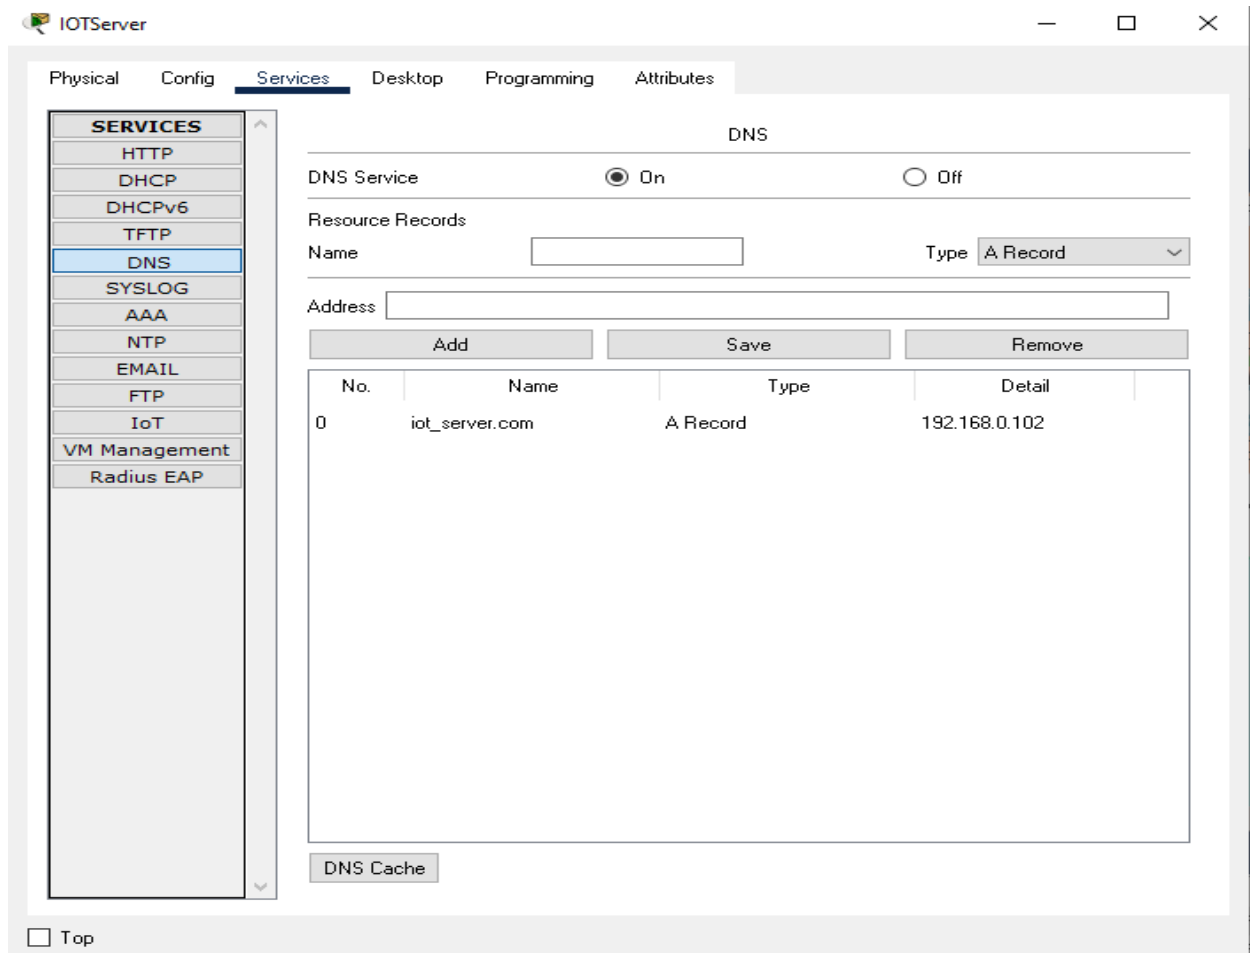 IOTServer
Physical Config Services Desktop Programming Attributes
SERVICES
HTTP
DHCP
DHCPv6
TFTP
DNS
SYSLOG
AAA
NTP
EMAIL
FTP
IoT
VM Management
Radius EAP
DNS
DNS Service On Off
Resource Records
Name Type A Record
Address
Add Save Remove
No. Name Type Detail
0 iot_server.com A Record 192.168.0.102
DNS Cache
Top